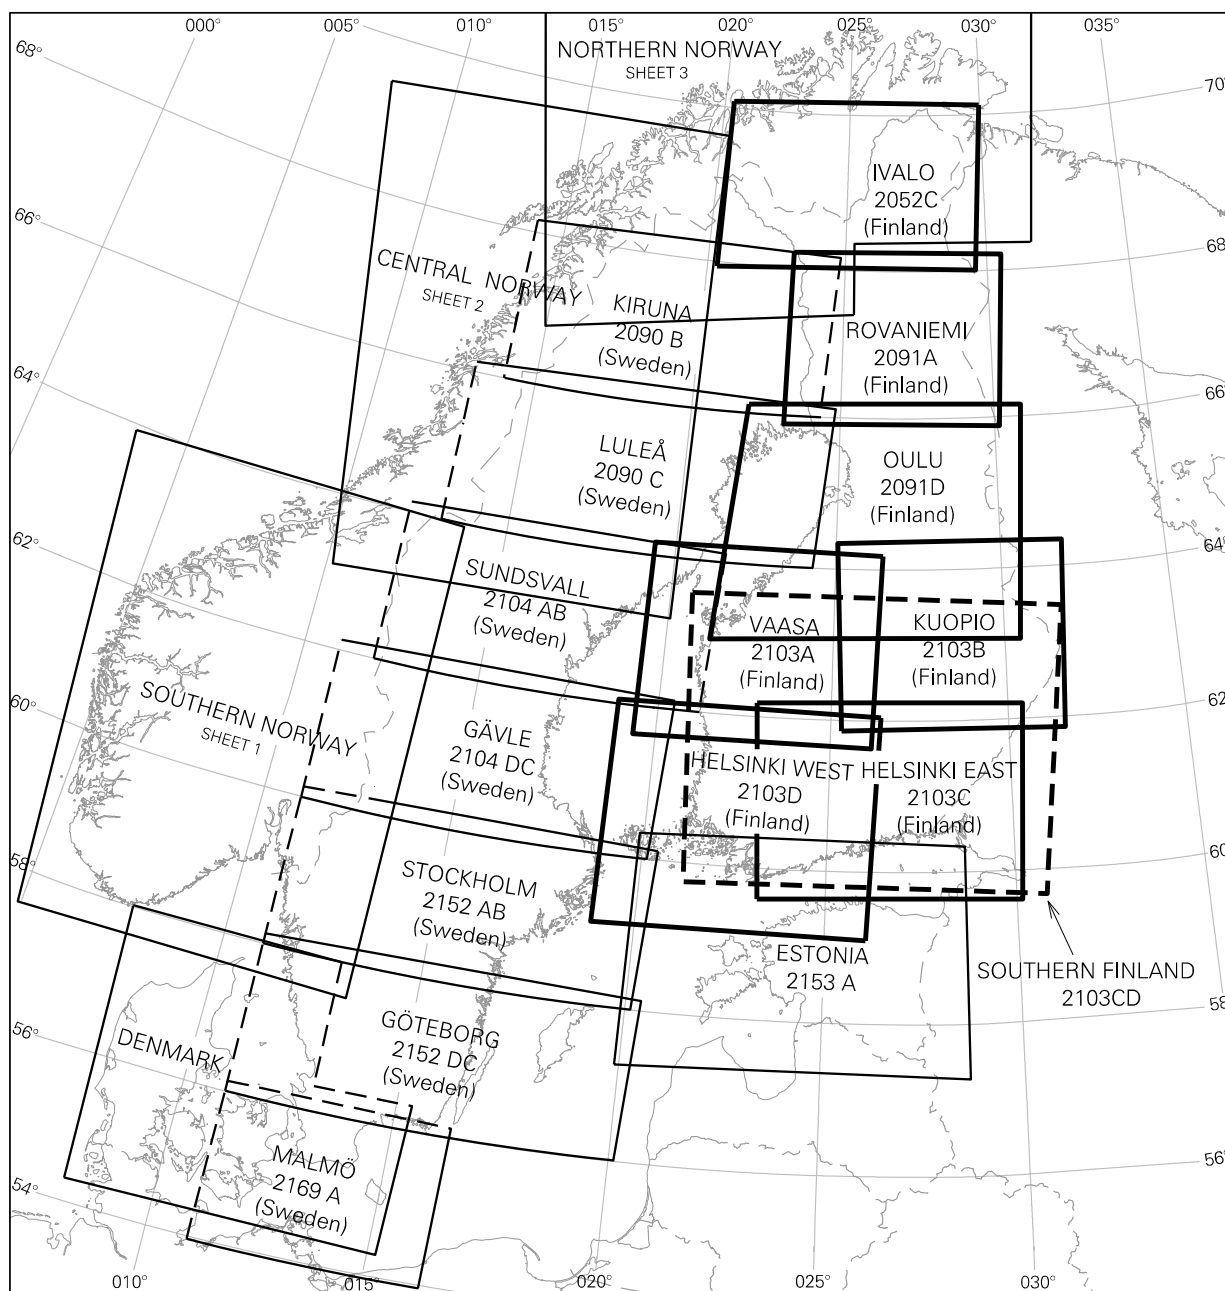 000°
005°
010°
015°
020°
025°
030°
035°
68°
NORTHERN NORWAY
SHEET 3
70°
IVALO
2052C
(Finland)
66°
68°
CENTRAL NORWAY
SHEET 2
KIRUNA
2090 B
(Sweden)
ROVANIEMI
2091A
(Finland)
64°
66°
LULEÅ
2090 C
(Sweden)
OULU
2091D
(Finland)
62°
64°
SUNDSVALL
2104 AB
(Sweden)
VAASA
2103A
(Finland)
KUOPIO
2103B
(Finland)
60°
62°
SOUTHERN NORWAY
SHEET 1
GÄVLE
2104 DC
(Sweden)
HELSINKI WEST
2103D
(Finland)
HELSINKI EAST
2103C
(Finland)
58°
60°
STOCKHOLM
2152 AB
(Sweden)
ESTONIA
2153 A
SOUTHERN FINLAND
2103CD
58°
56°
DENMARK
GÖTEBORG
2152 DC
(Sweden)
56°
54°
MALMÖ
2169 A
(Sweden)
010°
015°
020°
025°
030°